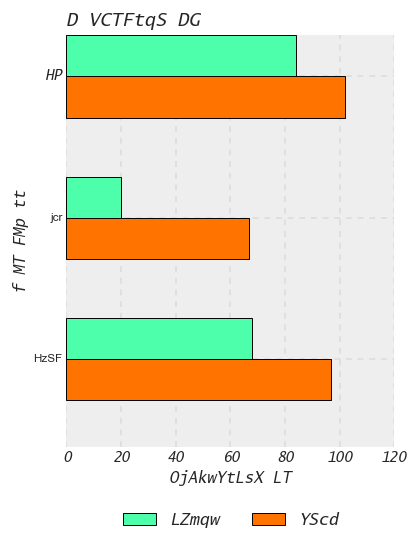 D VCTFtqS DG
HP
jcr
HzSF
f MT FMp tt
0 20 40 60 80 100 120
OjAkwYtLsX LT
LZmqw YScd